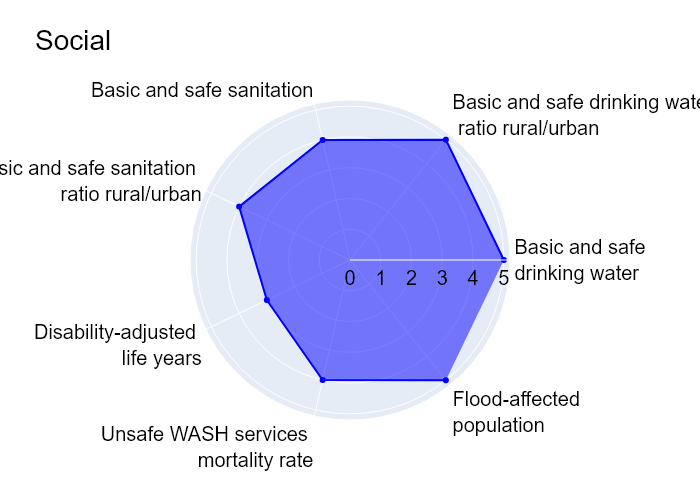 Social
Basic and safe sanitation
Basic and safe drinking wate
ratio rural/urban
sic and safe sanitation
ratio rural/urban
Basic and safe
drinking water
0 1 2 3 4 5
Disability-adjusted
life years
Flood-affected
population
Unsafe WASH services
mortality rate